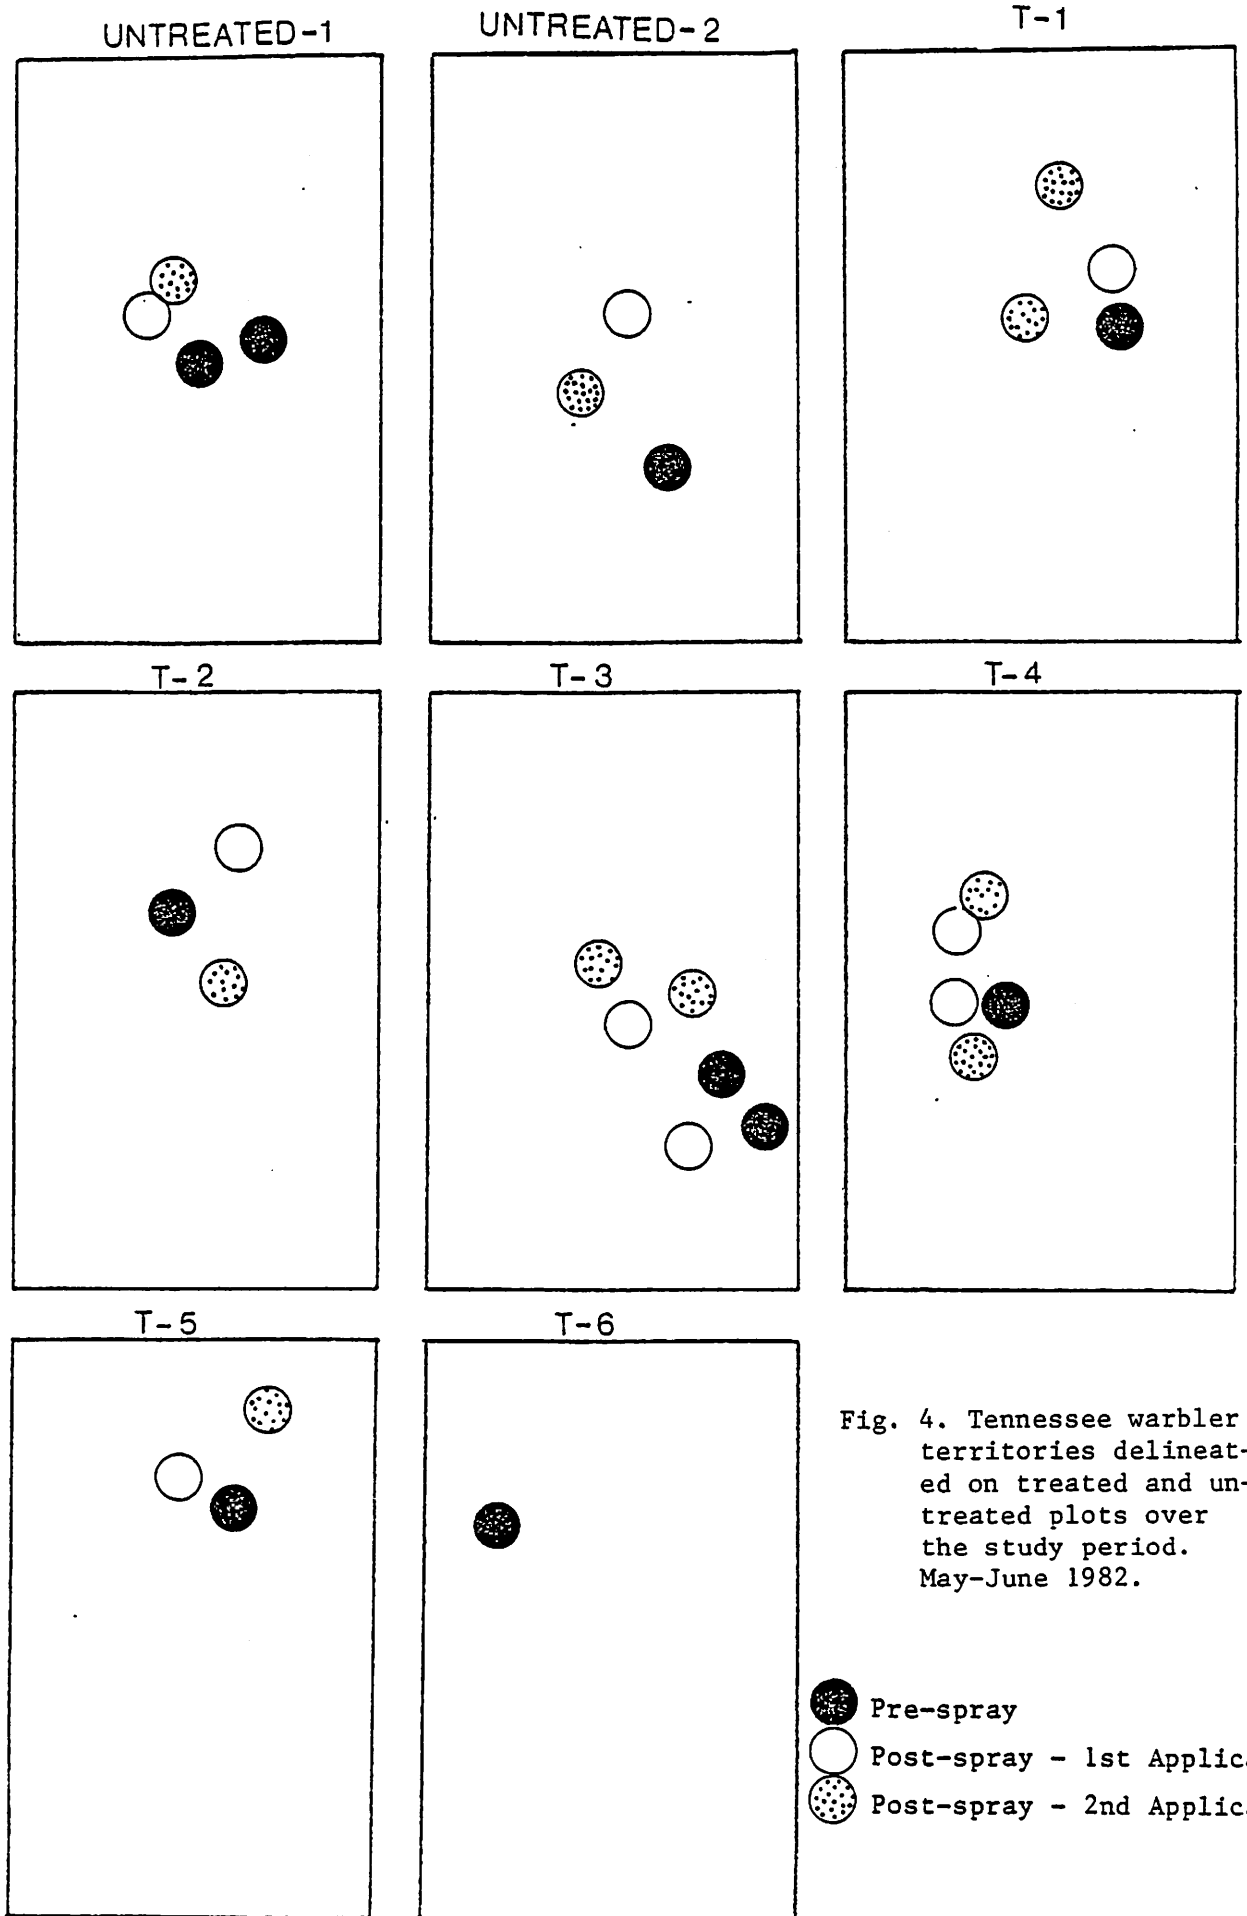 UNTREATED-1
UNTREATED-2
T-1
T-2
T-3
T-4
T-5
T-6
Fig. 4. Tennessee warbler
territories delineat-
ed on treated and un-
treated plots over
the study period.
May-June 1982.
Pre-spray
Post-spray - 1st Applic.
Post-spray - 2nd Applic.